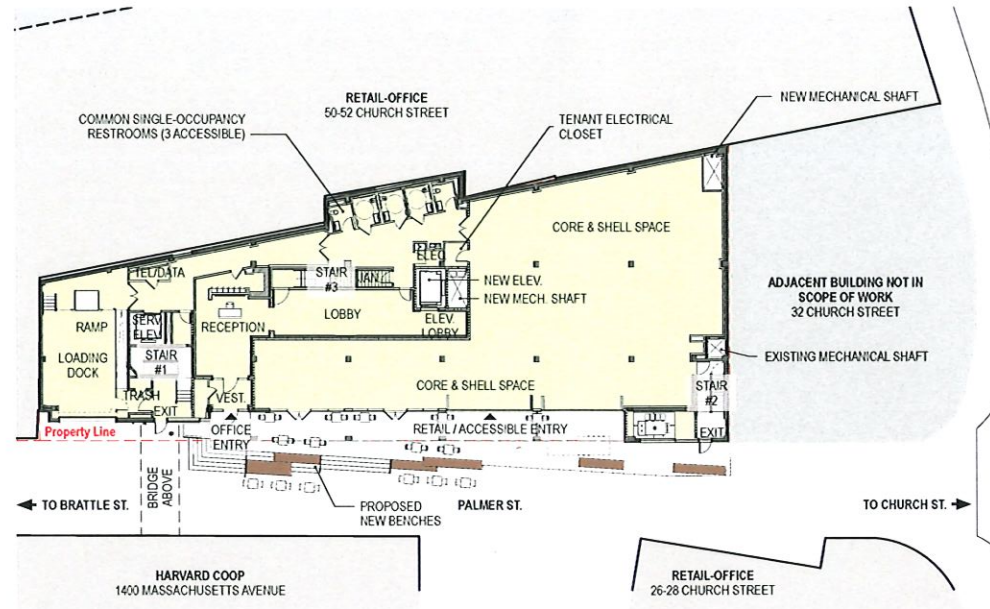 RETAIL-OFFICE
50-52 CHURCH STREET
NEW MECHANICAL SHAFT
COMMON SINGLE-OCCUPANCY
RESTROOMS (3 ACCESSIBLE)
TENANT ELECTRICAL
CLOSET
CORE & SHELL SPACE
ELEC
TEL/DATA
STAIR
#3
JAN.
NEW ELEV.
NEW MECH. SHAFT
ADJACENT BUILDING NOT IN
SCOPE OF WORK
32 CHURCH STREET
RAMP
SERV
ELEV
RECEPTION
LOBBY
ELEV
LOBBY
LOADING
DOCK
STAIR
#1
EXISTING MECHANICAL SHAFT
CORE & SHELL SPACE
STAIR
#2
TRASH
VEST.
EXIT
OFFICE
ENTRY
RETAIL / ACCESSIBLE ENTRY
EXIT
Property Line
BRIDGE
ABOVE
TO BRATTLE ST.
PROPOSED
NEW BENCHES
PALMER ST.
TO CHURCH ST.
HARVARD COOP
1400 MASSACHUSETTS AVENUE
RETAIL-OFFICE
26-28 CHURCH STREET